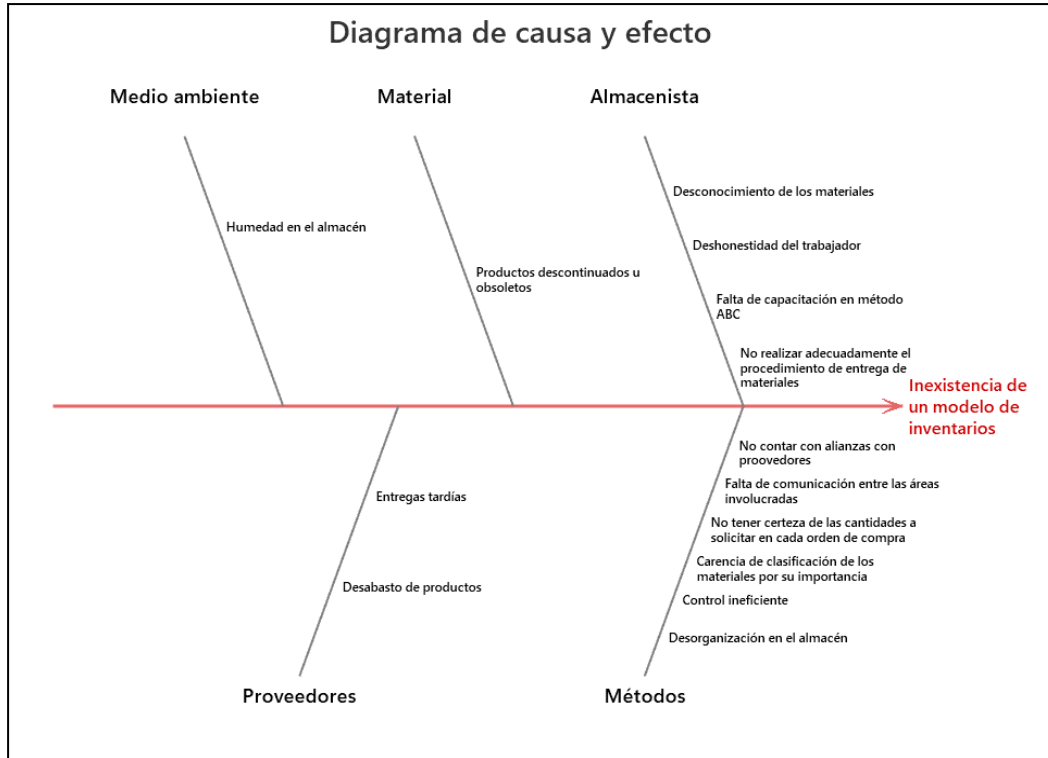 Diagrama de causa y efecto
Medio ambiente
Material
Almacenista
Desconocimiento de los materiales
Humedad en el almacén
Deshonestidad del trabajador
Productos descontinuados u
obsoletos
Falta de capacitación en método
ABC
No realizar adecuadamente el
procedimiento de entrega de
materiales
Inexistencia de
un modelo de
inventarios
No contar con alianzas con
proovedores
Falta de comunicación entre las áreas
involucradas
Entregas tardías
No tener certeza de las cantidades a
solicitar en cada orden de compra
Carencia de clasificación de los
materiales por su importancia
Desabasto de productos
Control ineficiente
Desorganización en el almacén
Proveedores
Métodos